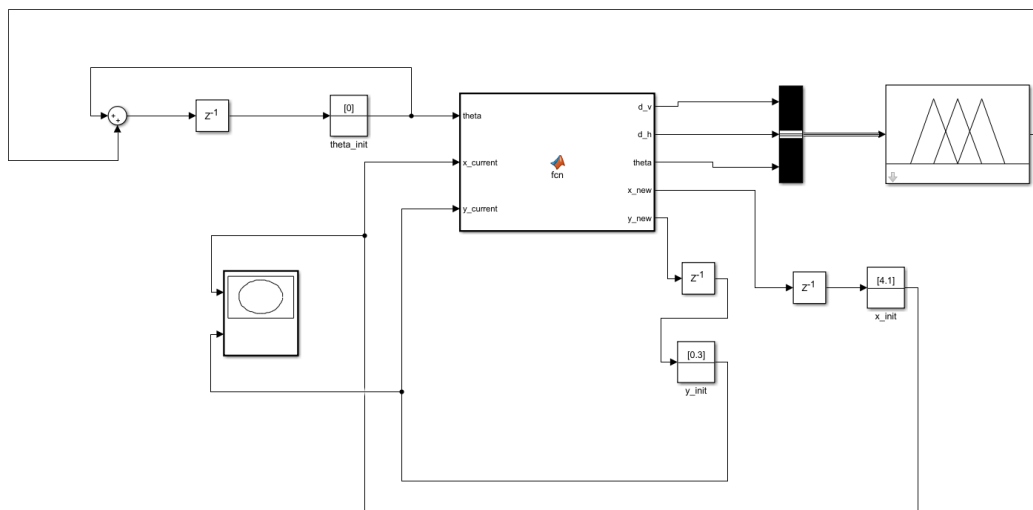 +
+
Z-1
[0]
theta_init
theta
x_current
y_current
fcn
d_v
d_h
theta
x_new
y_new
Z-1
[0.3]
y_init
Z-1
[4.1]
x_init